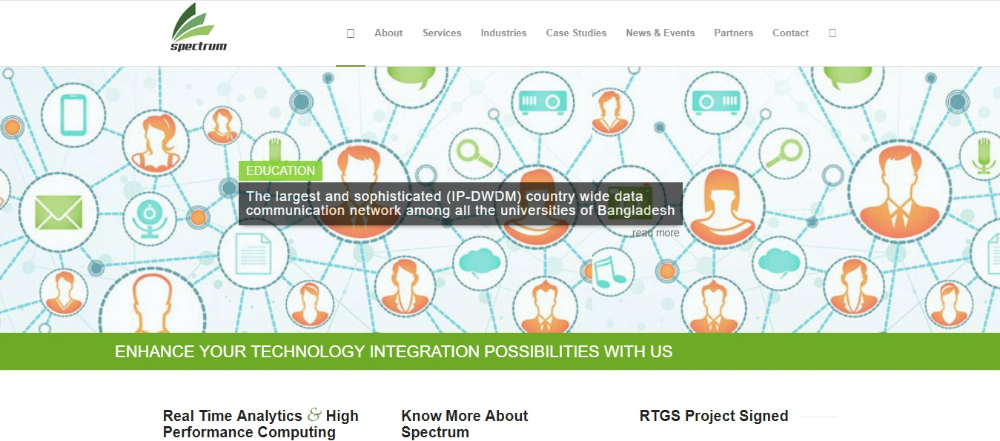 spectrum
About Services Industries Case Studies News & Events Partners Contact
EDUCATION
The largest and sophisticated (IP-DWDM) country wide data
communication network among all the universities of Bangladesh
read more
ENHANCE YOUR TECHNOLOGY INTEGRATION POSSIBILITIES WITH US
Real Time Analytics & High
Performance Computing
Know More About
Spectrum
RTGS Project Signed